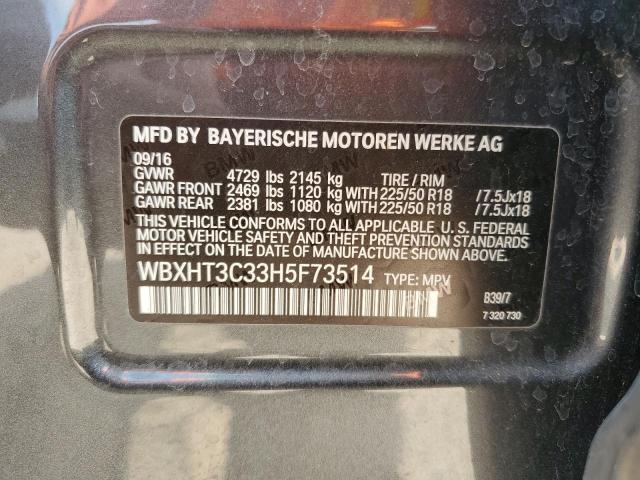 MFD BY BAYERISCHE MOTOREN WERKE AG
09/16
GVWR 4729 lbs 2145 kg TIRE / RIM
GAWR FRONT 2469 lbs 1120 kg WITH 225/50 R18 /7.5Jx18
GAWR REAR 2381 lbs 1080 kg WITH 225/50 R18 /7.5Jx18
THIS VEHICLE CONFORMS TO ALL APPLICABLE U. S. FEDERAL
MOTOR VEHICLE SAFETY AND THEFT PREVENTION STANDARDS
IN EFFECT ON THE DATE OF MANUFACTURE SHOWN ABOVE.
WBXHT3C33H5F73514 TYPE: MPV
B39/7
7 320 730